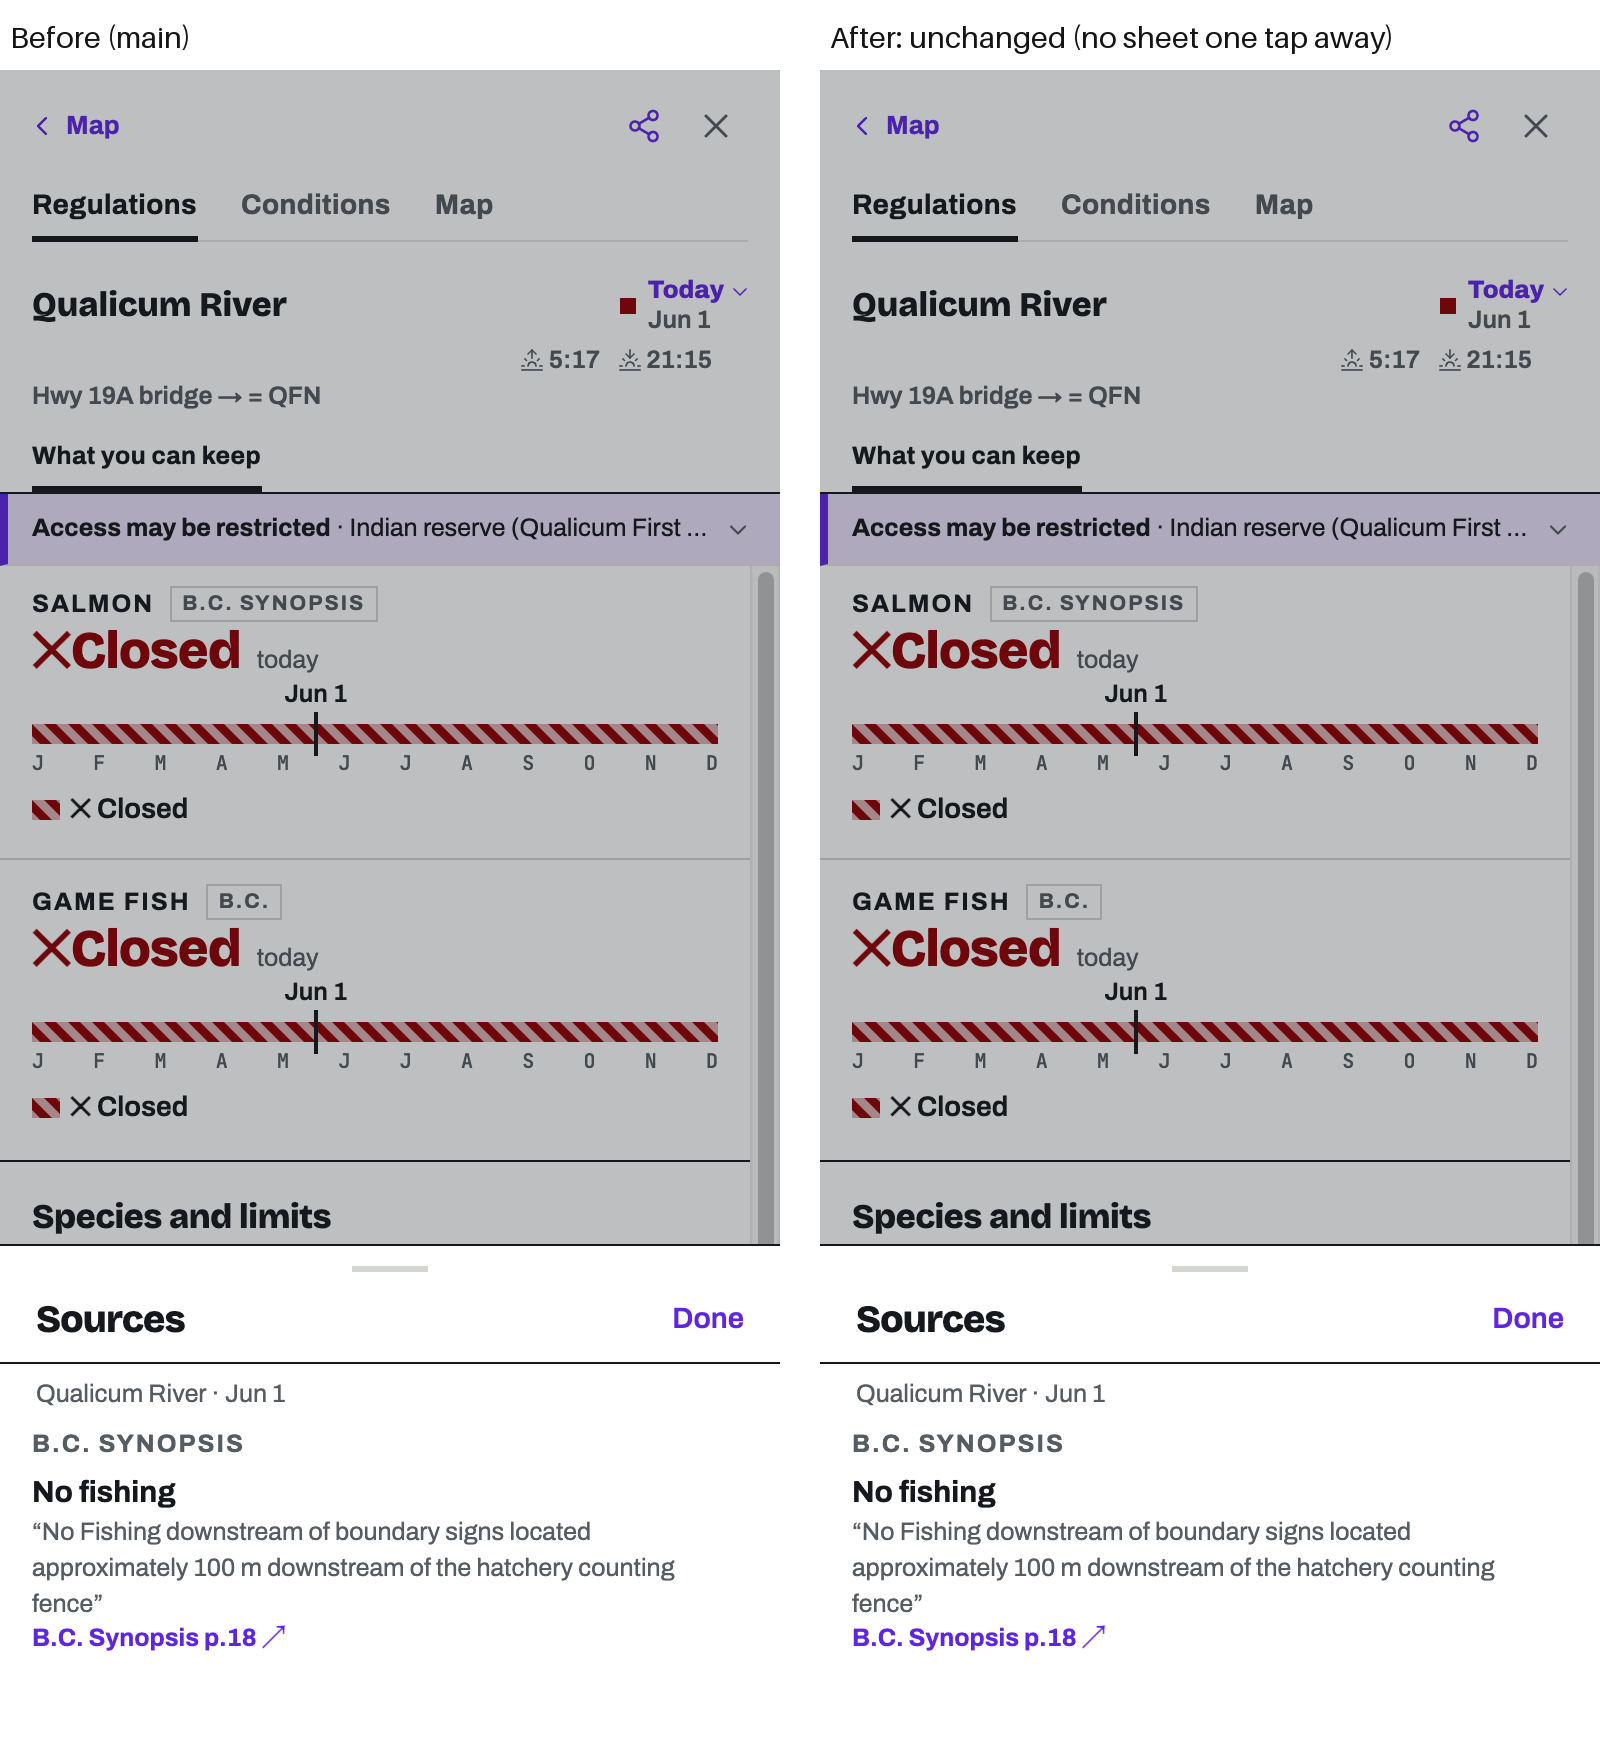 Before (main)
Map
Regulations Conditions Map
Qualicum River
Today
Jun 1
5:17 21:15
Hwy 19A bridge → = QFN
What you can keep
Access may be restricted · Indian reserve (Qualicum First ...
SALMON B.C. SYNOPSIS
Closed today
Jun 1
J F M A M J J A S O N D
Closed
GAME FISH B.C.
Closed today
Jun 1
J F M A M J J A S O N D
Closed
Species and limits
Sources Done
Qualicum River · Jun 1
B.C. SYNOPSIS
No fishing
“No Fishing downstream of boundary signs located
approximately 100 m downstream of the hatchery counting
fence”
B.C. Synopsis p.18
After: unchanged (no sheet one tap away)
Map
Regulations Conditions Map
Qualicum River
Today
Jun 1
5:17 21:15
Hwy 19A bridge → = QFN
What you can keep
Access may be restricted · Indian reserve (Qualicum First ...
SALMON B.C. SYNOPSIS
Closed today
Jun 1
J F M A M J J A S O N D
Closed
GAME FISH B.C.
Closed today
Jun 1
J F M A M J J A S O N D
Closed
Species and limits
Sources Done
Qualicum River · Jun 1
B.C. SYNOPSIS
No fishing
“No Fishing downstream of boundary signs located
approximately 100 m downstream of the hatchery counting
fence”
B.C. Synopsis p.18